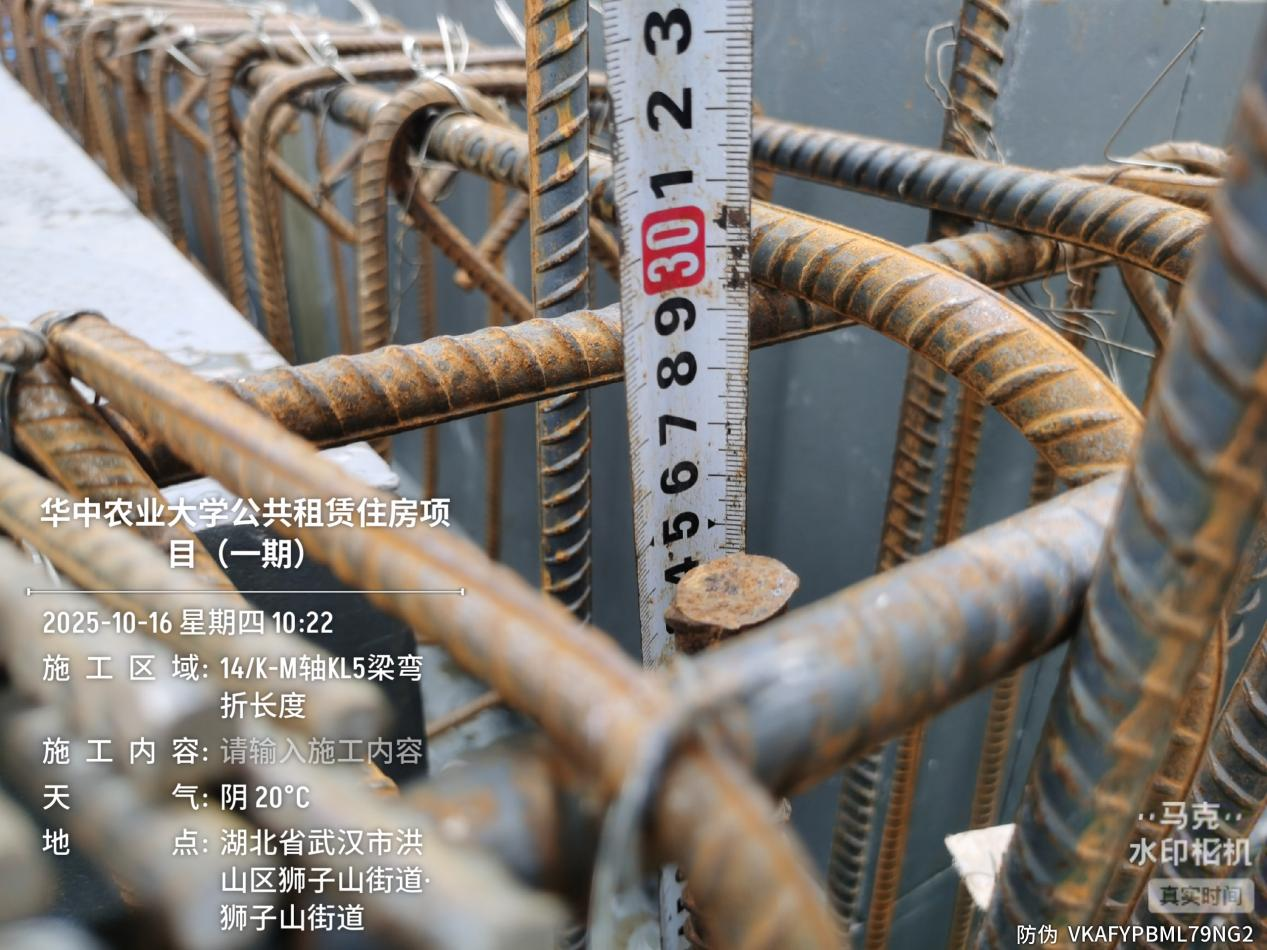 3
2
1
30
9
8
7
6
5
4
华中农业大学公共租赁住房项
目（一期）
2025-10-16 星期四 10:22
施工区域: 14/K-M轴KL5梁弯
折长度
施工内容: 请输入施工内容
天气: 阴 20°C
地点: 湖北省武汉市洪
山区狮子山街道·
狮子山街道
马克
水印相机
真实时间
防伪 VKAFYPBML79NG2